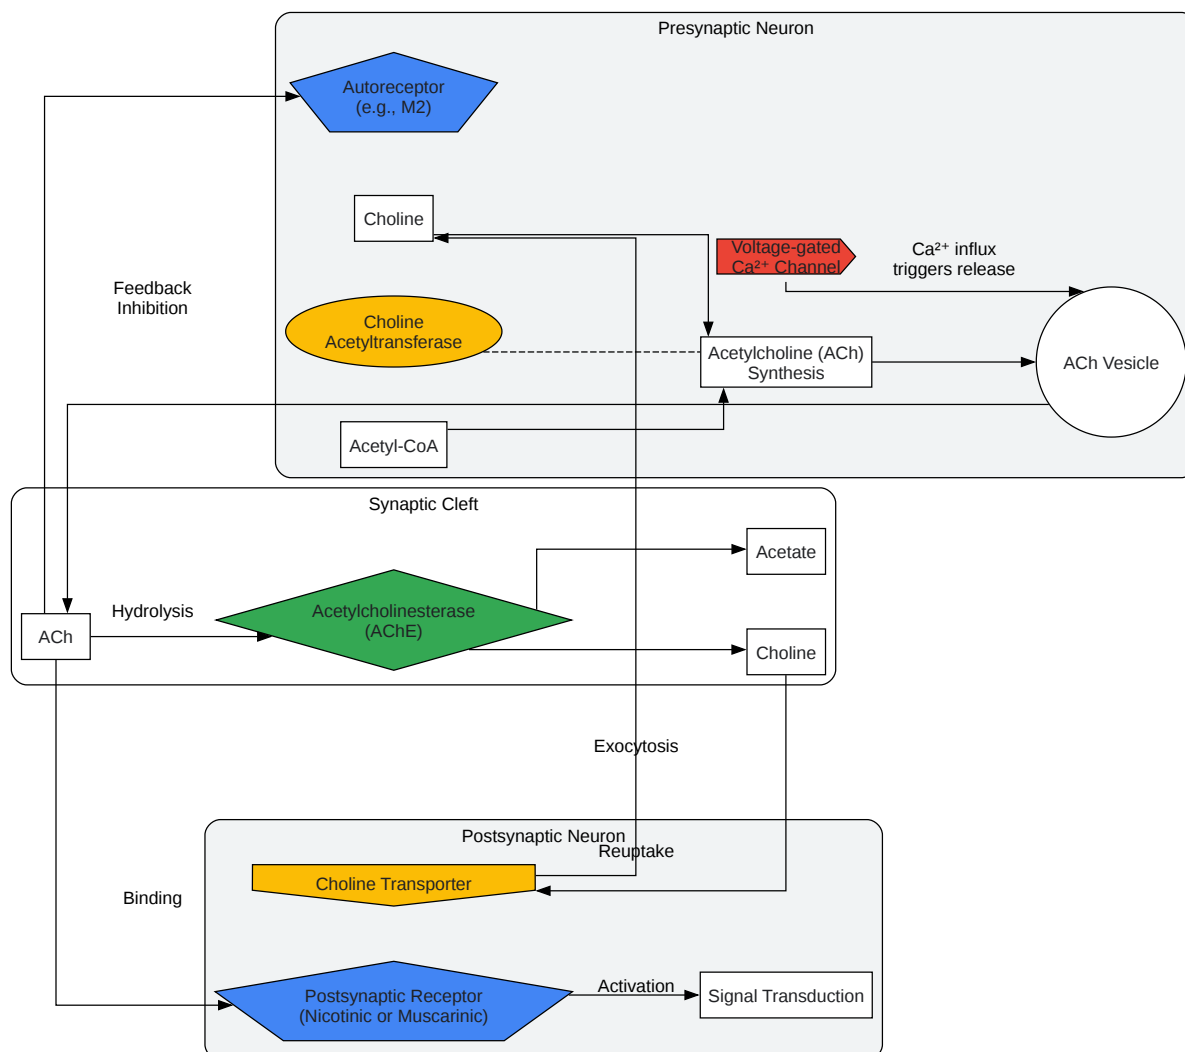 Presynaptic Neuron
Autoreceptor
(e.g., M2)
Choline
Voltage-gated
Ca²⁺ Channel
Ca²⁺ influx
triggers release
Feedback
Inhibition
Choline
Acetyltransferase
Acetylcholine (ACh)
Synthesis
ACh Vesicle
Acetyl-CoA
Synaptic Cleft
Acetate
Hydrolysis
Acetylcholinesterase
(AChE)
ACh
Choline
Exocytosis
Postsynaptic Neuron
Reuptake
Choline Transporter
Binding
Activation
Postsynaptic Receptor
(Nicotinic or Muscarinic)
Signal Transduction